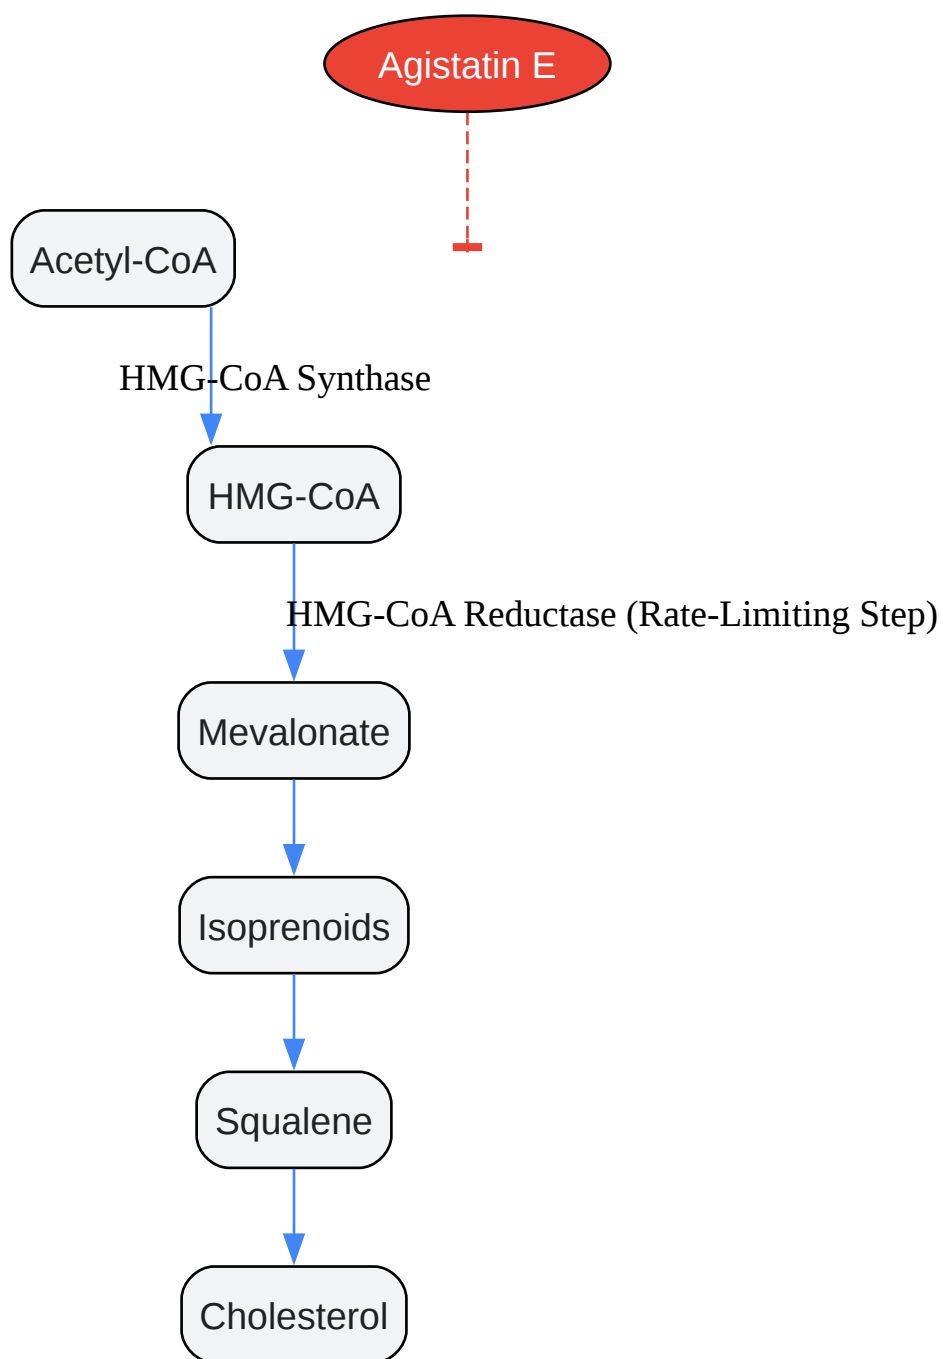 Agistatin E
Acetyl-CoA
HMG-CoA Synthase
HMG-CoA
HMG-CoA Reductase (Rate-Limiting Step)
Mevalonate
Isoprenoids
Squalene
Cholesterol